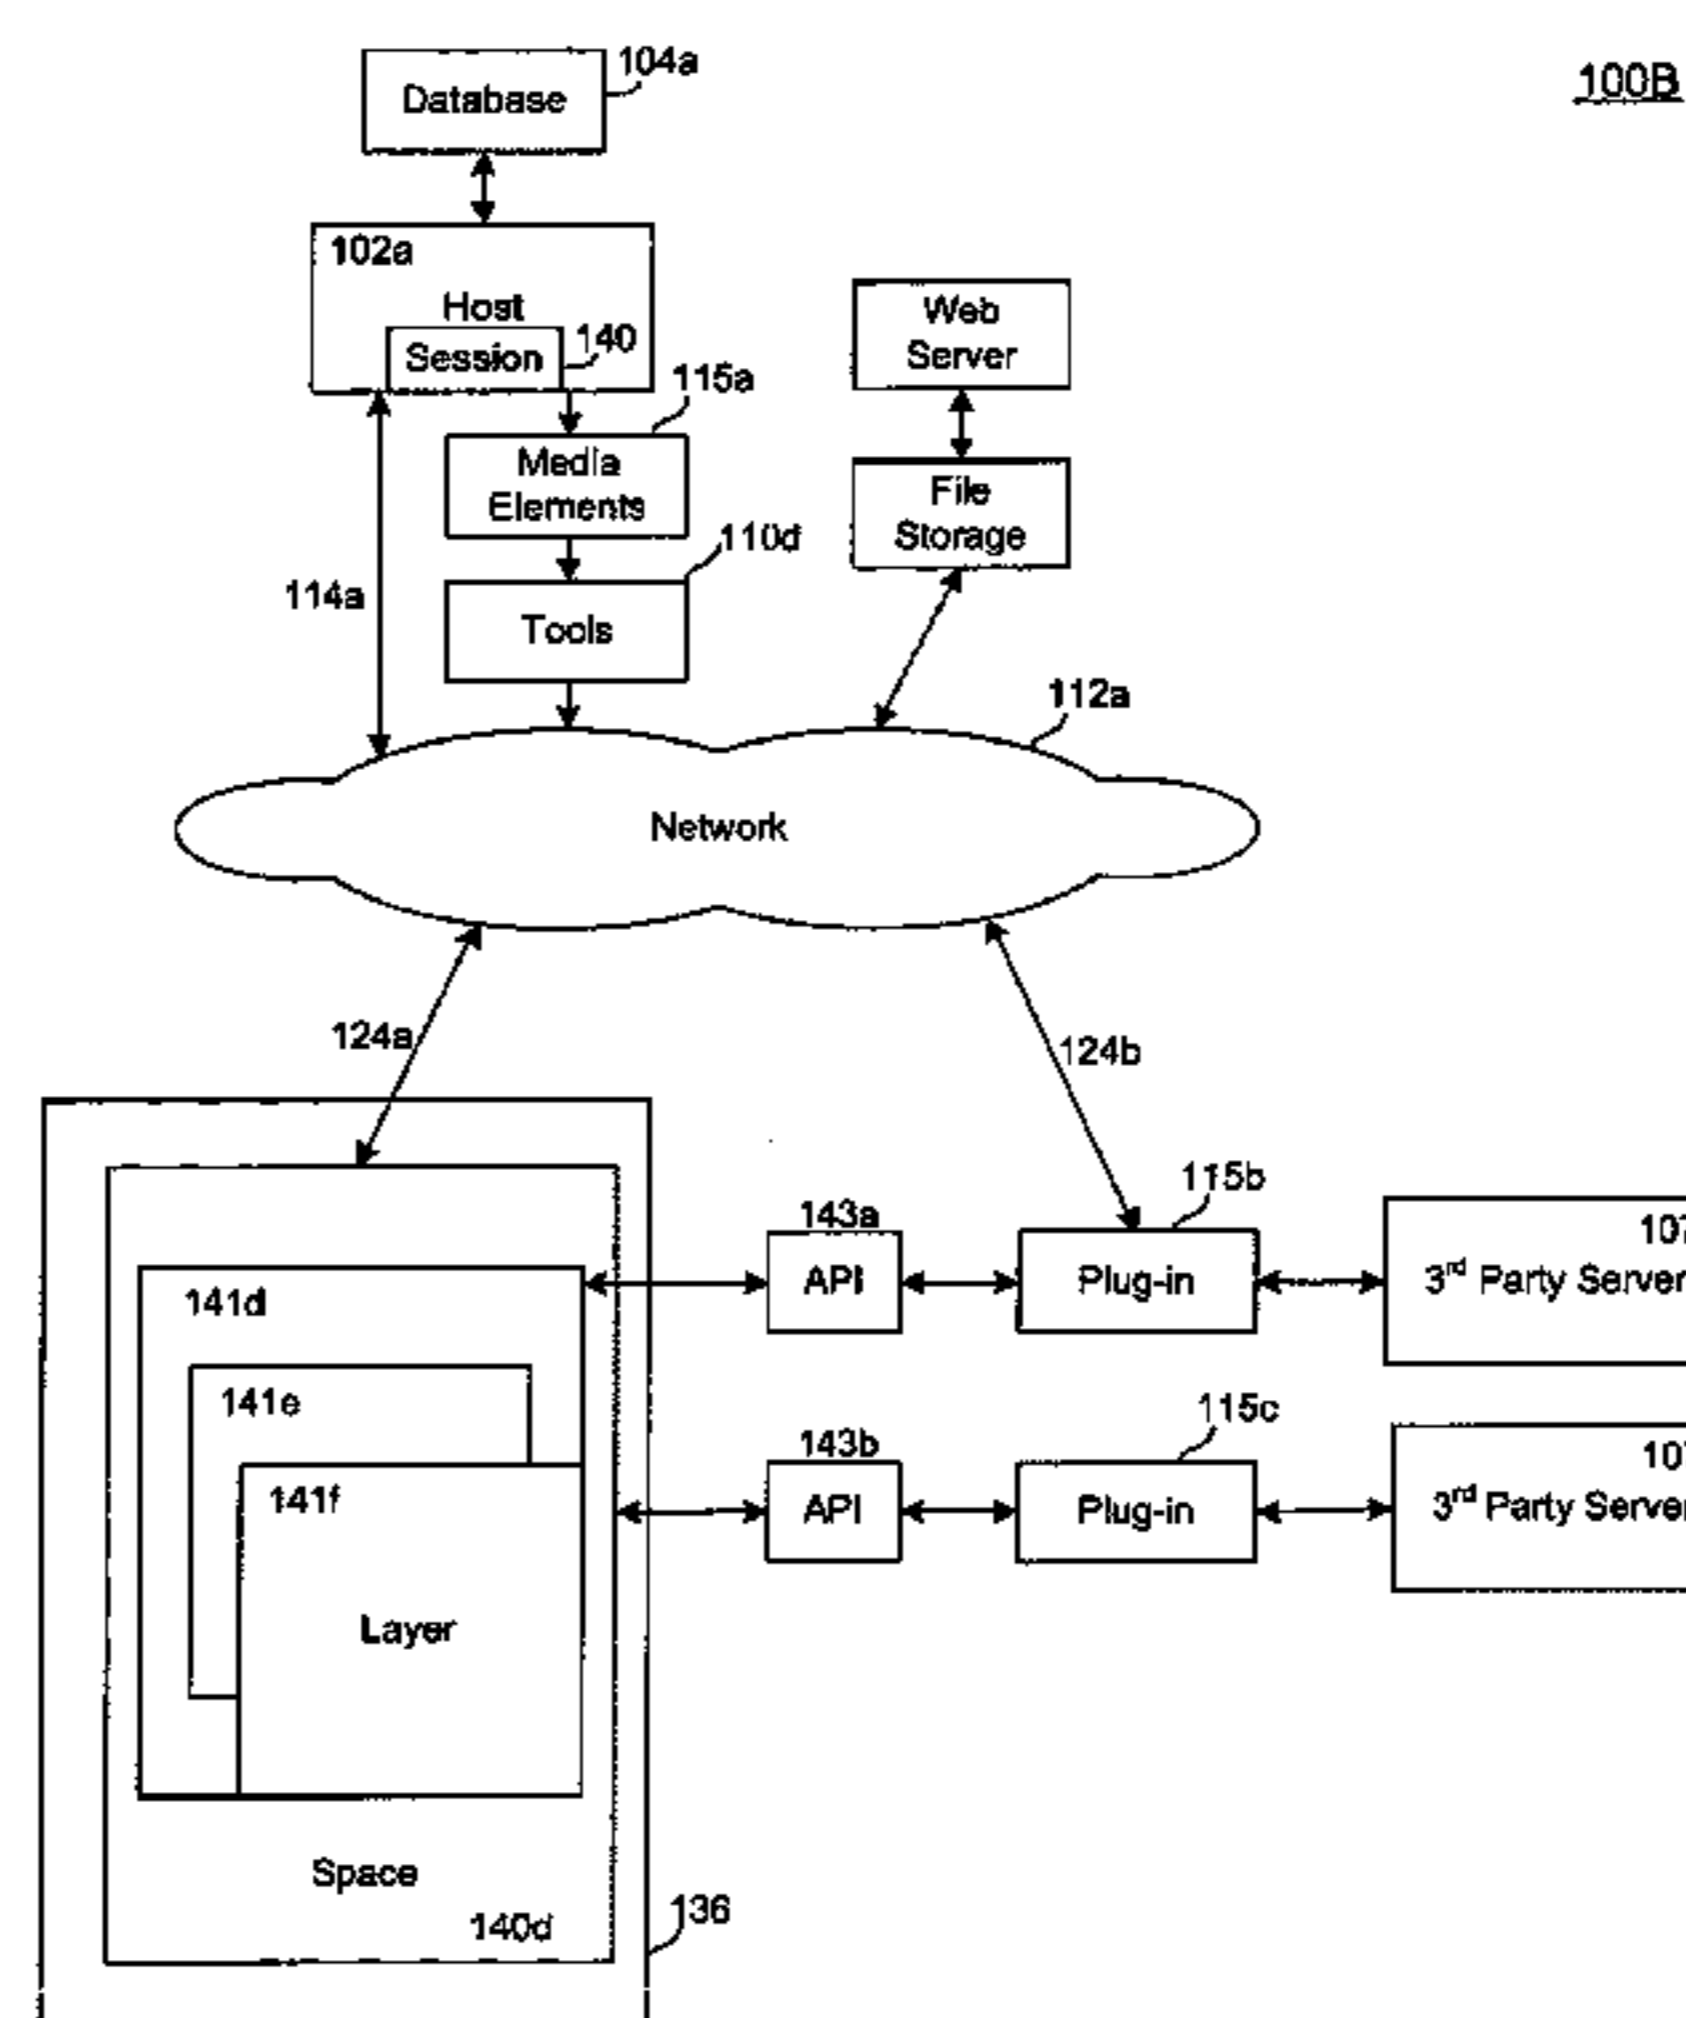 104a
100B
Database
102a
Host
140
Session
115a
Web
Server
Media
Elements
File
Storage
110d
114a
Tools
112a
Network
124a
124b
115b
143a
API
Plug-in
3rd Party Server
141d
141e
115c
143b
141f
API
Plug-in
3rd Party Server
Layer
Space
136
140d